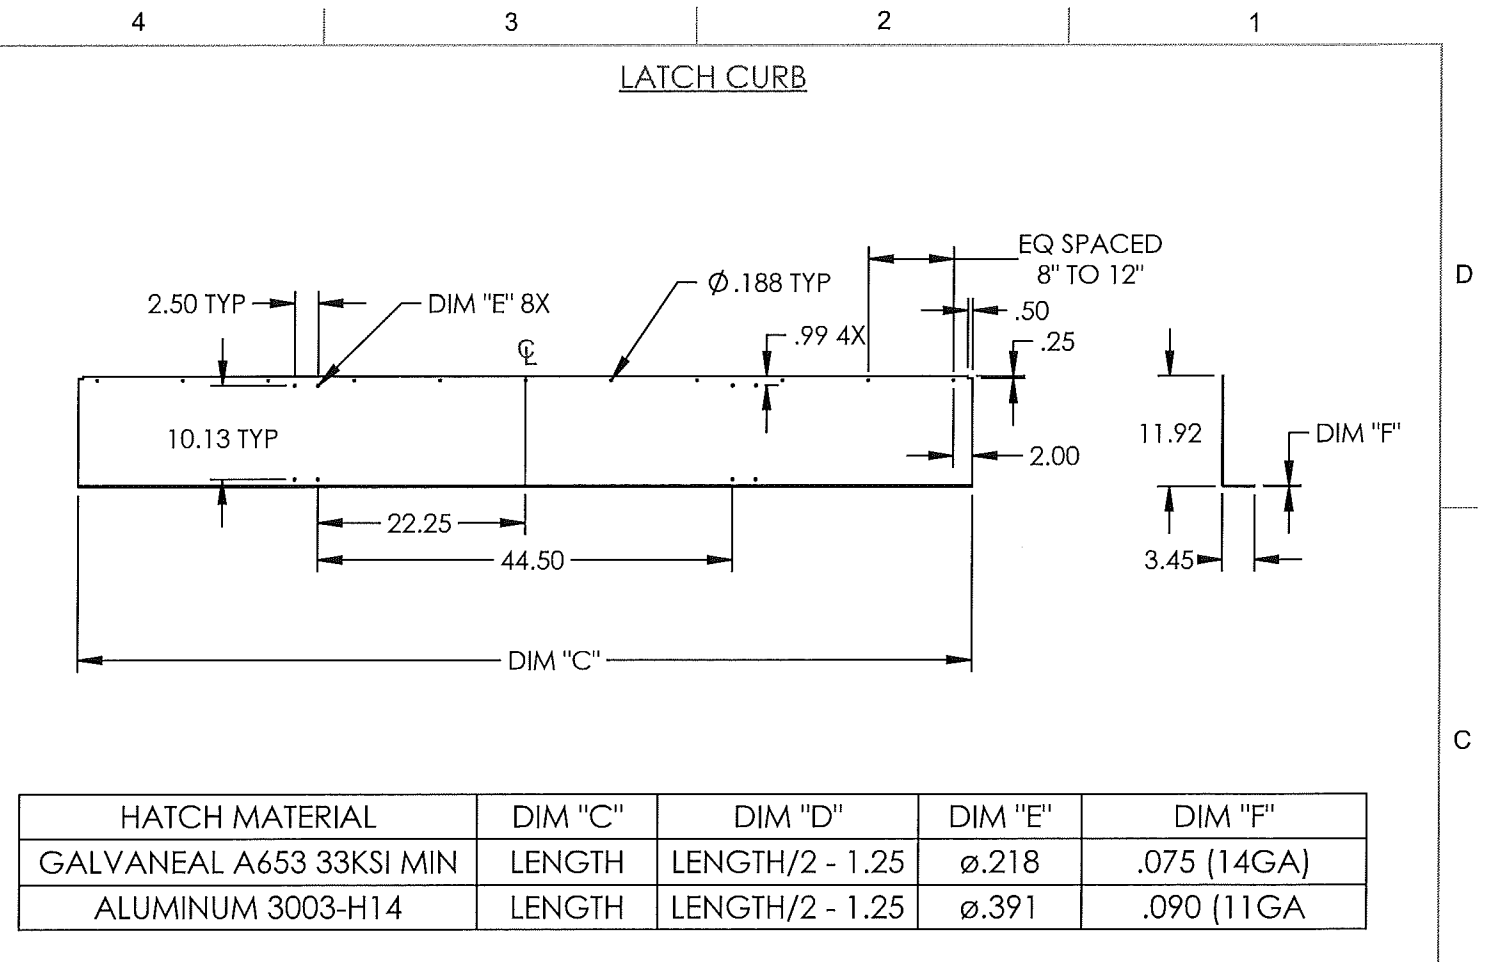 4 3 2 1
LATCH CURB
D
EQ SPACED
8" TO 12"
2.50 TYP
DIM "E" 8X
Ø.188 TYP
.50
.99 4X
.25
℄
10.13 TYP
2.00
11.92
DIM "F"
22.25
44.50
3.45
DIM "C"
C
HATCH MATERIAL DIM "C" DIM "D" DIM "E" DIM "F"
GALVANEAL A653 33KSI MIN LENGTH LENGTH/2 - 1.25 ø.218 .075 (14GA)
ALUMINUM 3003-H14 LENGTH LENGTH/2 - 1.25 ø.391 .090 (11GA